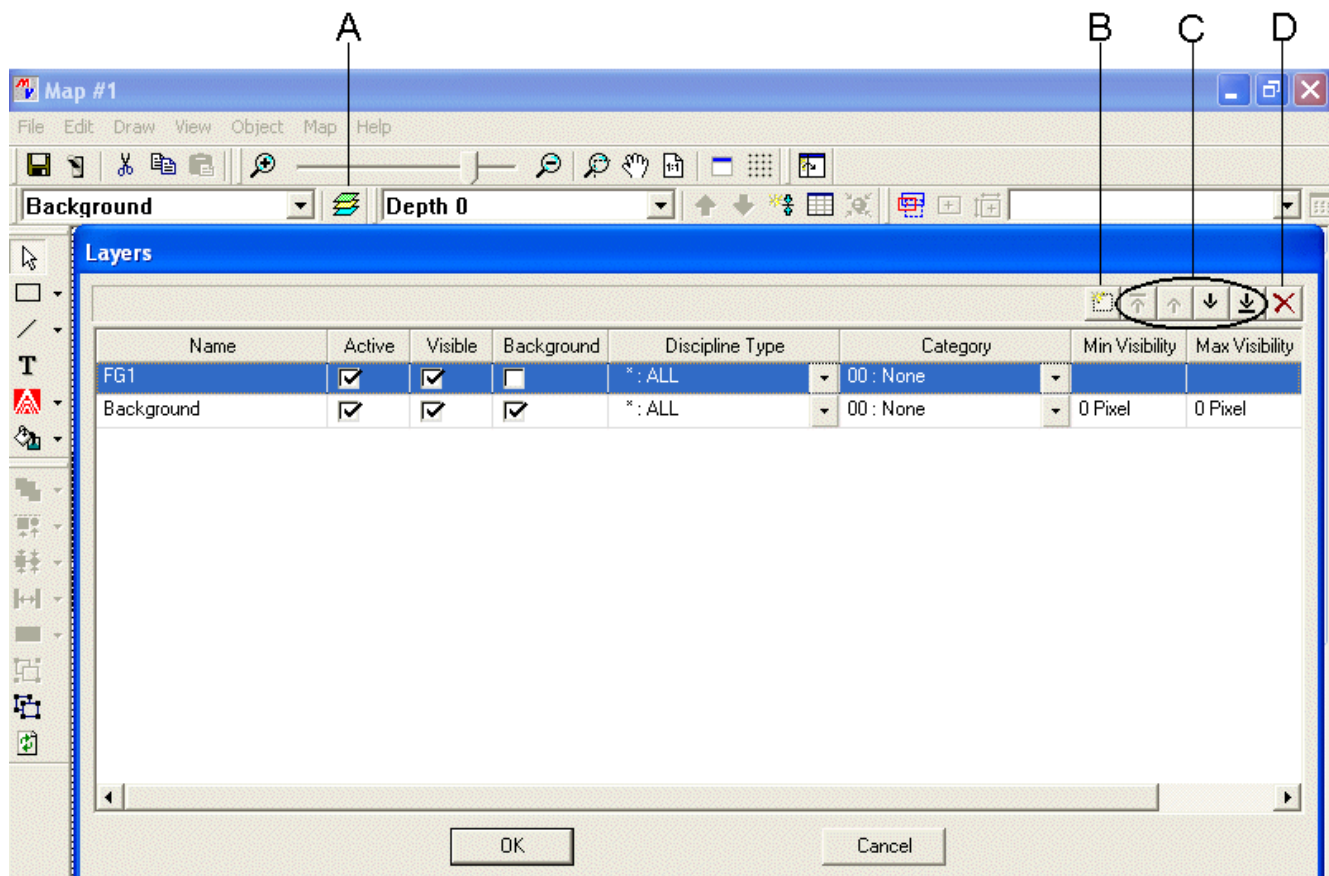 A B C D
Map #1
File Edit Draw View Object Map Help
1:1
Background Depth 0
Layers
T
Name Active Visible Background Discipline Type Category Min Visibility Max Visibility
FG1 * : ALL 00 : None
Background * : ALL 00 : None 0 Pixel 0 Pixel
OK Cancel